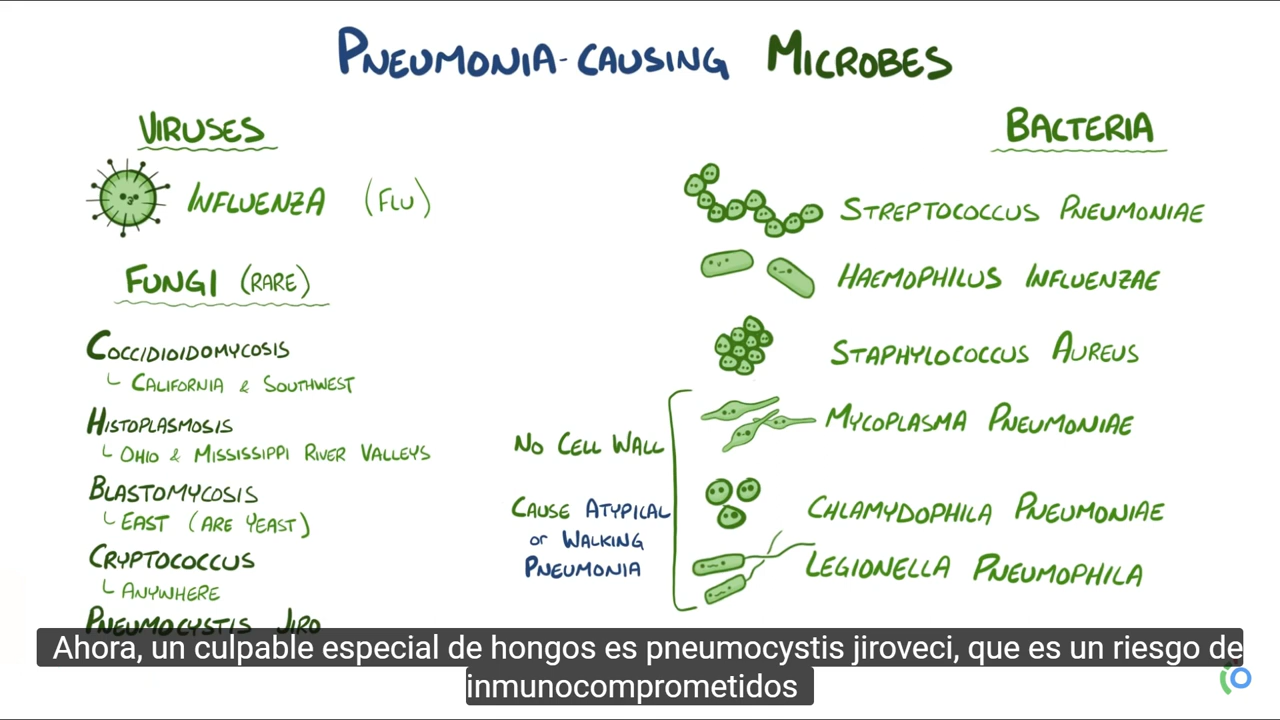 PNEUMONIA-CAUSING MICROBES
VIRUSES
INFLUENZA (FLU)
FUNGI (RARE)
COCCIDIOIDOMYCOSIS
CALIFORNIA & SOUTHWEST
HISTOPLASMOSIS
OHIO & MISSISSIPPI RIVER VALLEYS
BLASTOMYCOSIS
EAST (ARE YEAST)
CRYPTOCOCCUS
ANYWHERE
PNEUMOCYSTIS JIRO
BACTERIA
STREPTOCOCCUS PNEUMONIAE
HAEMOPHILUS INFLUENZAE
STAPHYLOCOCCUS AUREUS
NO CELL WALL
CAUSE ATYPICAL
or WALKING
PNEUMONIA
MYCOPLASMA PNEUMONIAE
CHLAMYDOPHILA PNEUMONIAE
LEGIONELLA PNEUMOPHILA
Ahora, un culpable especial de hongos es pneumocystis jiroveci, que es un riesgo de
inmunocomprometidos